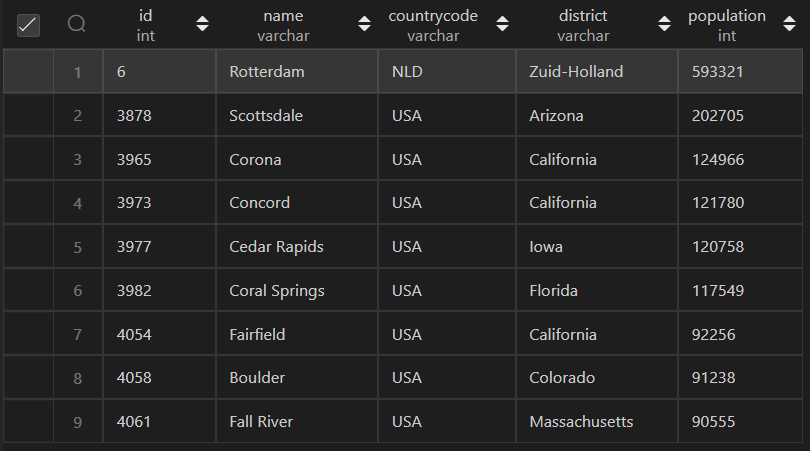 id name countrycode district population
int varchar varchar varchar int
1 6 Rotterdam NLD Zuid-Holland 593321
2 3878 Scottsdale USA Arizona 202705
3 3965 Corona USA California 124966
4 3973 Concord USA California 121780
5 3977 Cedar Rapids USA Iowa 120758
6 3982 Coral Springs USA Florida 117549
7 4054 Fairfield USA California 92256
8 4058 Boulder USA Colorado 91238
9 4061 Fall River USA Massachusetts 90555